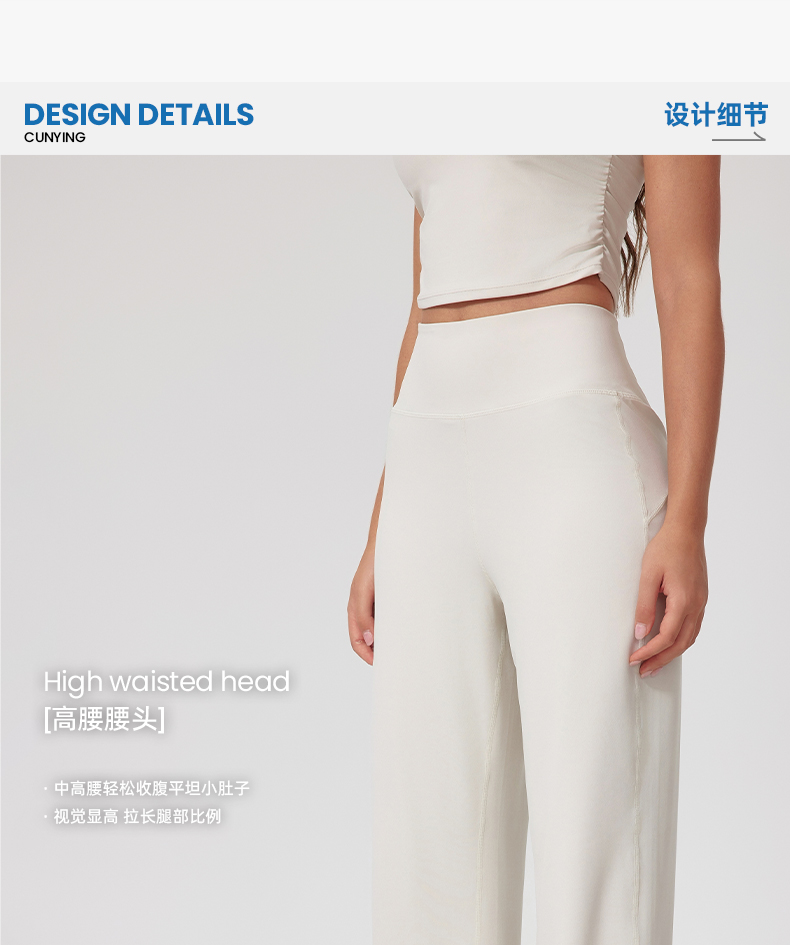 DESIGN DETAILS
设计细节
CUNYING
High waisted head
[高腰腰头]
· 中高腰轻松收腹平坦小肚子
· 视觉显高 拉长腿部比例